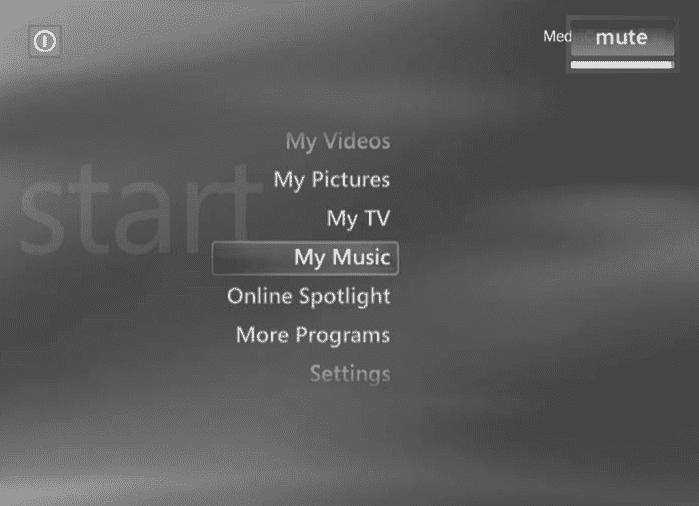 Med
mute
My Videos
My Pictures
start
My TV
My Music
Online Spotlight
More Programs
Settings